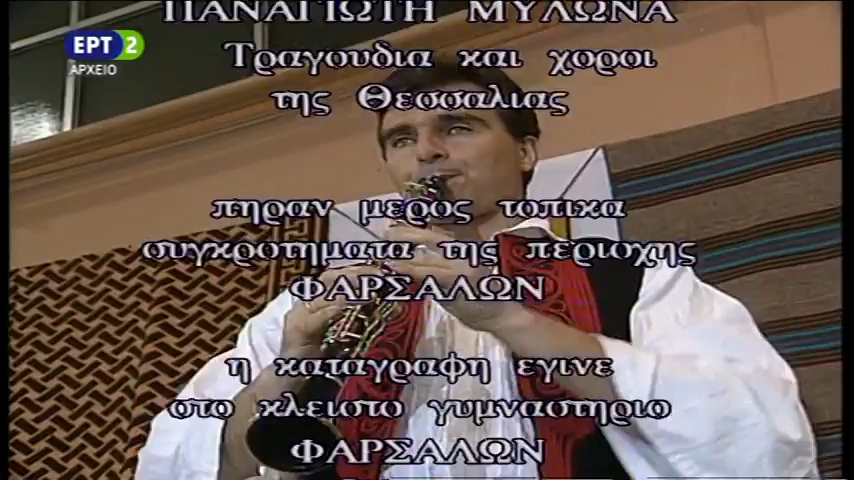 ΠΑΝΑΓΙΩΤΗ ΜΥΛΩΝΑ
ΕΡΤ 2
ΑΡΧΕΙΟ
Τραγουδια και χοροι
της Θεσσαλιας
πηραν μερος τοπικα
συγκροτηματα της περιοχης
ΦΑΡΣΑΛΩΝ
η καταγραφη εγινε
στο κλειστο γυμναστηριο
ΦΑΡΣΑΛΩΝ